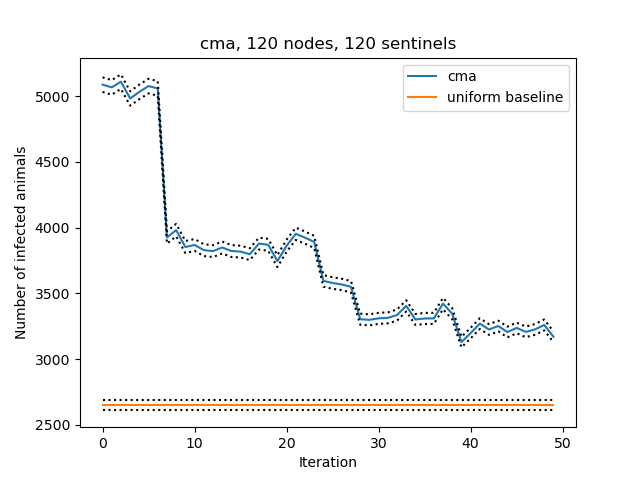 cma, 120 nodes, 120 sentinels
cma
uniform baseline
Number of infected animals
5000
4500
4000
3500
3000
2500
0 10 20 30 40 50
Iteration